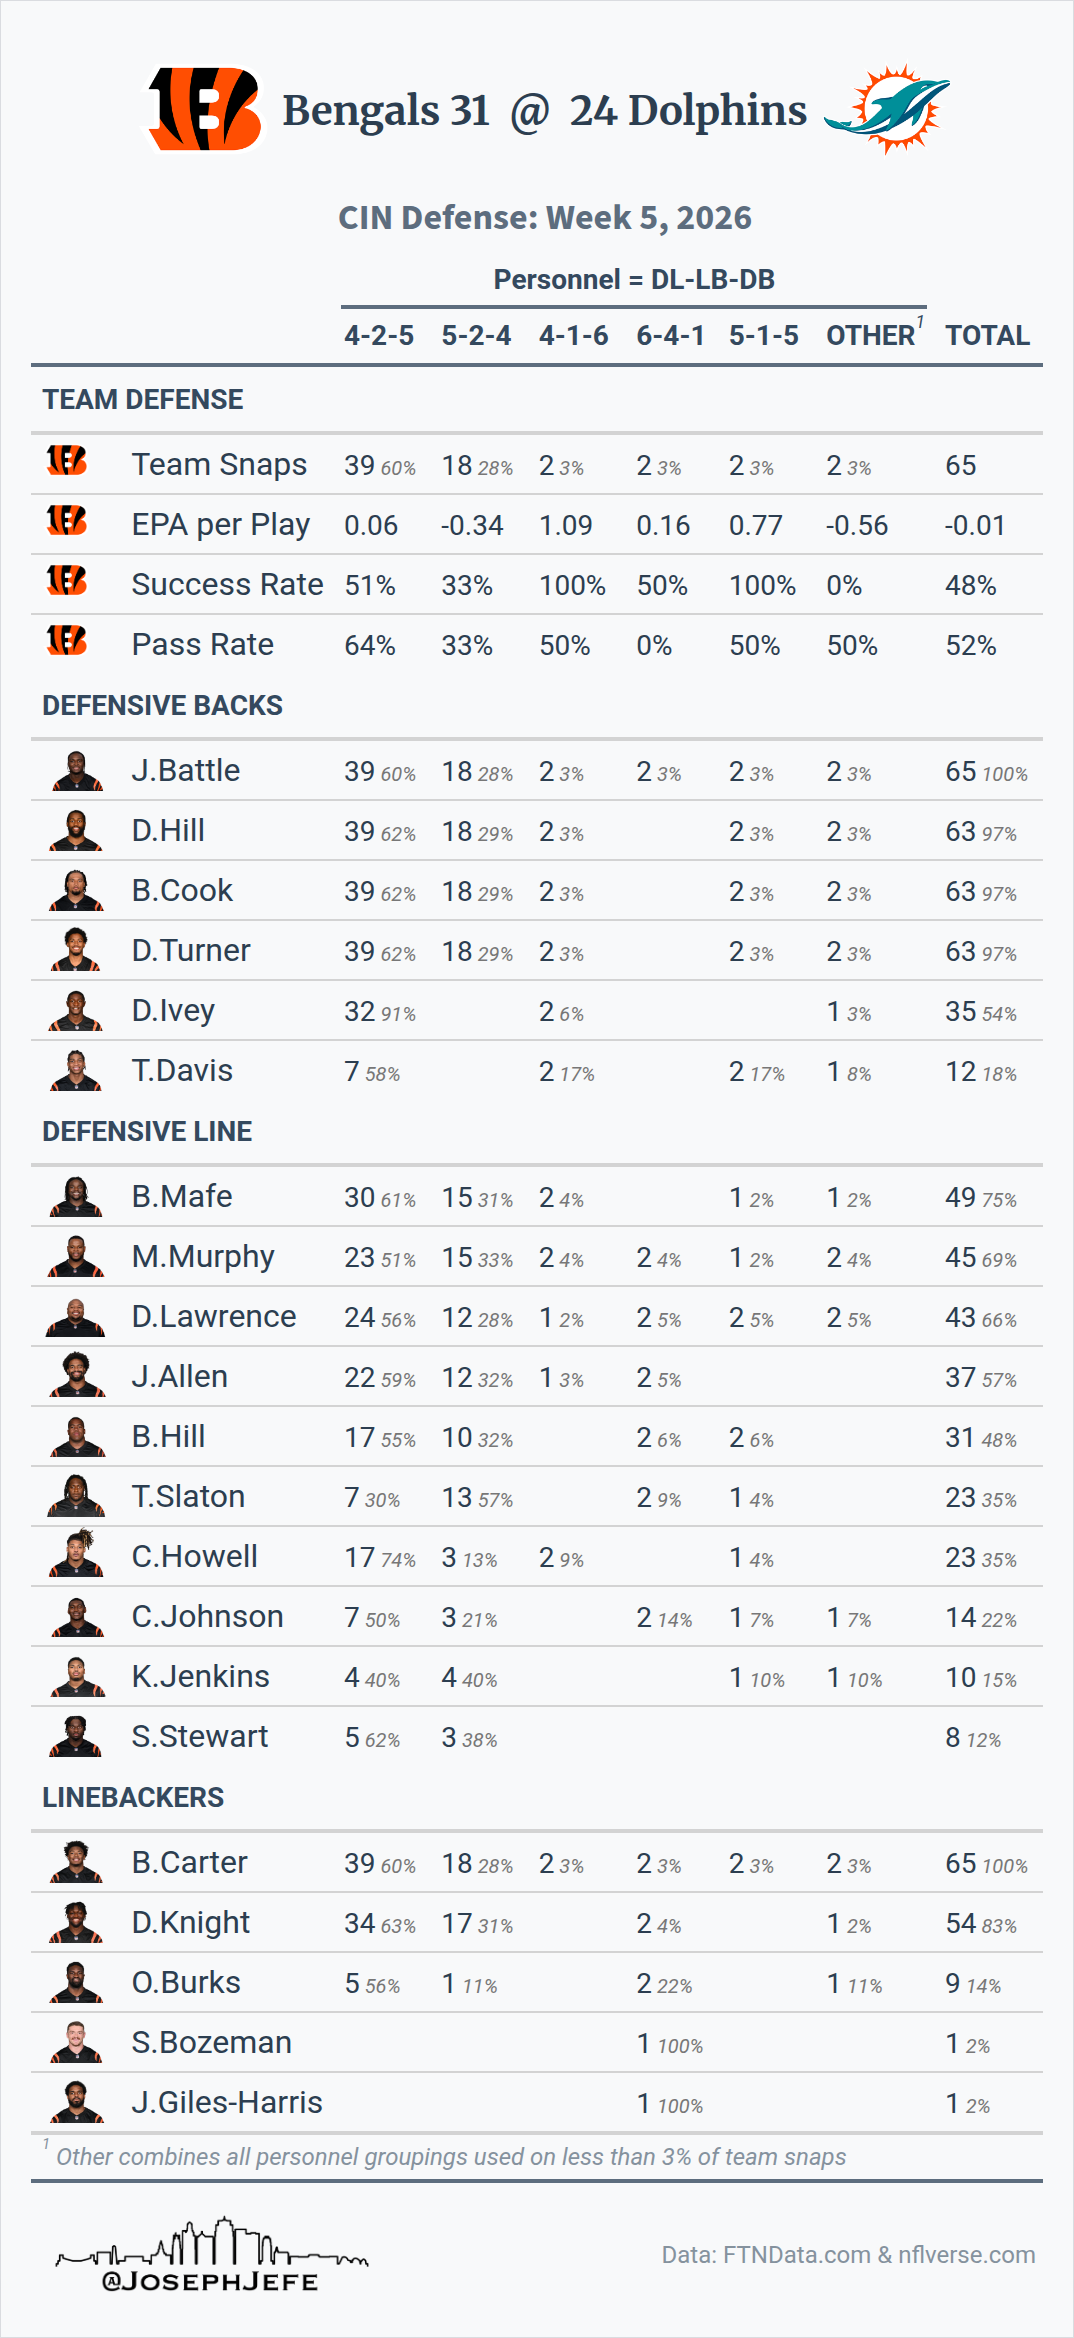 Bengals 31 @ 24 Dolphins
CIN Defense: Week 5, 2026
Personnel = DL-LB-DB
4-2-5 5-2-4 4-1-6 6-4-1 5-1-5 OTHER1 TOTAL
TEAM DEFENSE
Team Snaps 39 60% 18 28% 2 3% 2 3% 2 3% 2 3% 65
EPA per Play 0.06 -0.34 1.09 0.16 0.77 -0.56 -0.01
Success Rate 51% 33% 100% 50% 100% 0% 48%
Pass Rate 64% 33% 50% 0% 50% 50% 52%
DEFENSIVE BACKS
J.Battle 39 60% 18 28% 2 3% 2 3% 2 3% 2 3% 65 100%
D.Hill 39 62% 18 29% 2 3% 2 3% 2 3% 63 97%
B.Cook 39 62% 18 29% 2 3% 2 3% 2 3% 63 97%
D.Turner 39 62% 18 29% 2 3% 2 3% 2 3% 63 97%
D.Ivey 32 91% 2 6% 1 3% 35 54%
T.Davis 7 58% 2 17% 2 17% 1 8% 12 18%
DEFENSIVE LINE
B.Mafe 30 61% 15 31% 2 4% 1 2% 1 2% 49 75%
M.Murphy 23 51% 15 33% 2 4% 2 4% 1 2% 2 4% 45 69%
D.Lawrence 24 56% 12 28% 1 2% 2 5% 2 5% 2 5% 43 66%
J.Allen 22 59% 12 32% 1 3% 2 5% 37 57%
B.Hill 17 55% 10 32% 2 6% 2 6% 31 48%
T.Slaton 7 30% 13 57% 2 9% 1 4% 23 35%
C.Howell 17 74% 3 13% 2 9% 1 4% 23 35%
C.Johnson 7 50% 3 21% 2 14% 1 7% 1 7% 14 22%
K.Jenkins 4 40% 4 40% 1 10% 1 10% 10 15%
S.Stewart 5 62% 3 38% 8 12%
LINEBACKERS
B.Carter 39 60% 18 28% 2 3% 2 3% 2 3% 2 3% 65 100%
D.Knight 34 63% 17 31% 2 4% 1 2% 54 83%
O.Burks 5 56% 1 11% 2 22% 1 11% 9 14%
S.Bozeman 1 100% 1 2%
J.Giles-Harris 1 100% 1 2%
1 Other combines all personnel groupings used on less than 3% of team snaps
@JosephJefe
Data: FTNData.com & nflverse.com